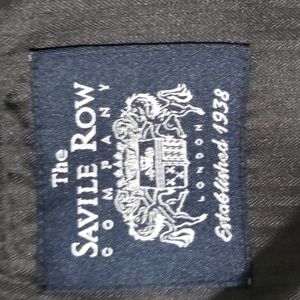 The
SAVILE ROW
COMPANY
LONDON
Established 1938